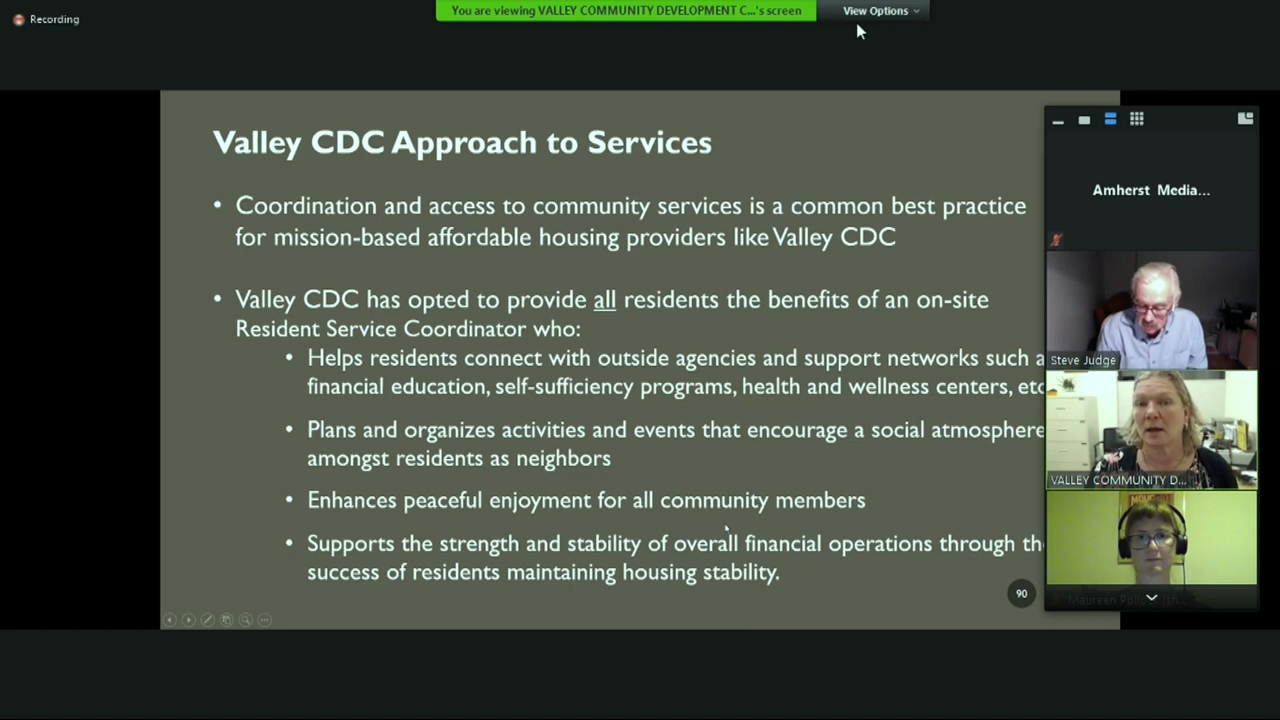 Recording
You are viewing VALLEY COMMUNITY DEVELOPMENT C...'s screen
View Options
Valley CDC Approach to Services
• Coordination and access to community services is a common best practice
for mission-based affordable housing providers like Valley CDC
• Valley CDC has opted to provide all residents the benefits of an on-site
Resident Service Coordinator who:
• Helps residents connect with outside agencies and support networks such a
financial education, self-sufficiency programs, health and wellness centers, etc
• Plans and organizes activities and events that encourage a social atmosphere
amongst residents as neighbors
• Enhances peaceful enjoyment for all community members
• Supports the strength and stability of overall financial operations through th
success of residents maintaining housing stability.
90
Amherst Media...
Steve Judge
VALLEY COMMUNITY D...
Maureen